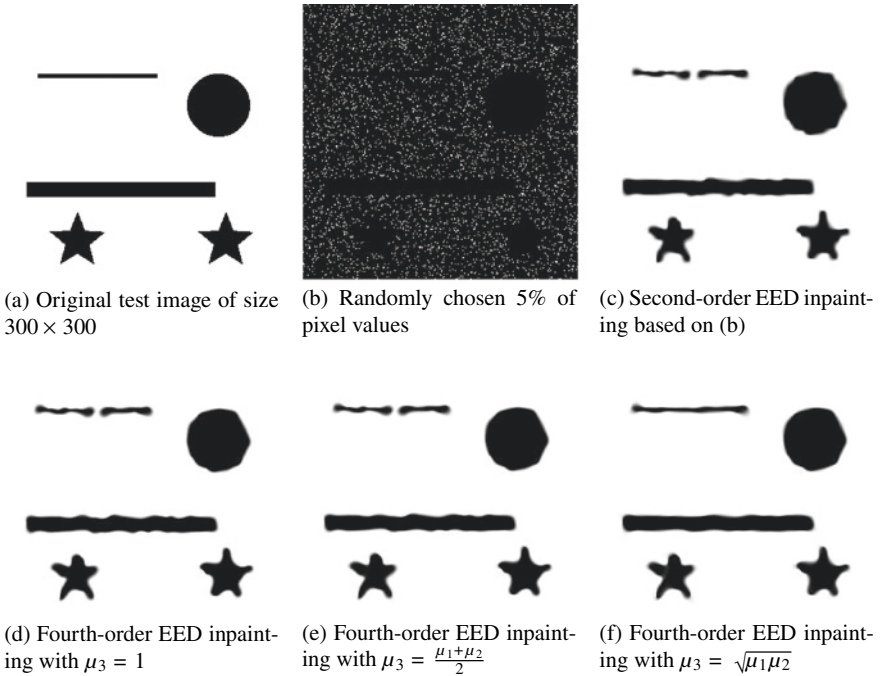 (a) Original test image of size
300 × 300
(b) Randomly chosen 5% of
pixel values
(c) Second-order EED inpaint-
ing based on (b)
(d) Fourth-order EED inpaint-
ing with μ₃ = 1
(e) Fourth-order EED inpaint-
ing with μ₃ = (μ₁+μ₂)/2
(f) Fourth-order EED inpaint-
ing with μ₃ = √μ₁μ₂